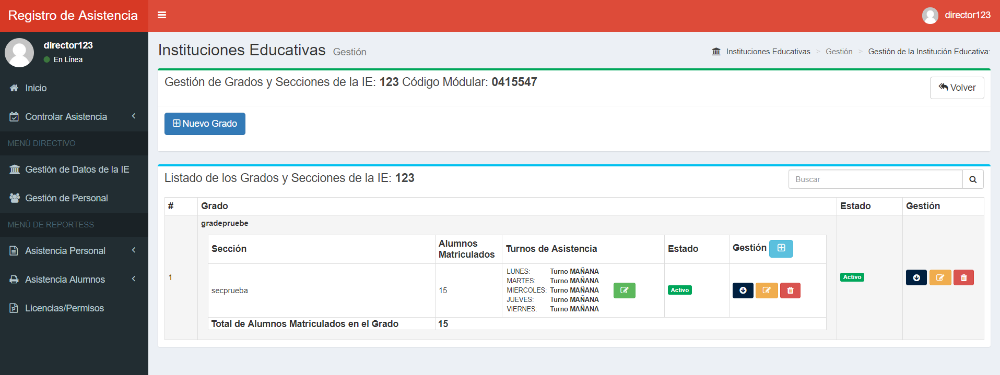 Registro de Asistencia
director123
director123
En Línea
Inicio
Controlar Asistencia
MENÚ DIRECTIVO
Gestión de Datos de la IE
Gestión de Personal
MENÚ DE REPORTESS
Asistencia Personal
Asistencia Alumnos
Licencias/Permisos
Instituciones Educativas Gestión
Instituciones Educativas > Gestión > Gestión de la Institución Educativa:
Gestión de Grados y Secciones de la IE: 123 Código Módular: 0415547
Volver
Nuevo Grado
Listado de los Grados y Secciones de la IE: 123
Buscar
# Grado Estado Gestión
gradepruebe
Sección Alumnos Matriculados Turnos de Asistencia Estado Gestión
1
secprueba 15
LUNES: Turno MAÑANA
MARTES: Turno MAÑANA
MIERCOLES: Turno MAÑANA
JUEVES: Turno MAÑANA
VIERNES: Turno MAÑANA
Activo
Activo
Total de Alumnos Matriculados en el Grado 15